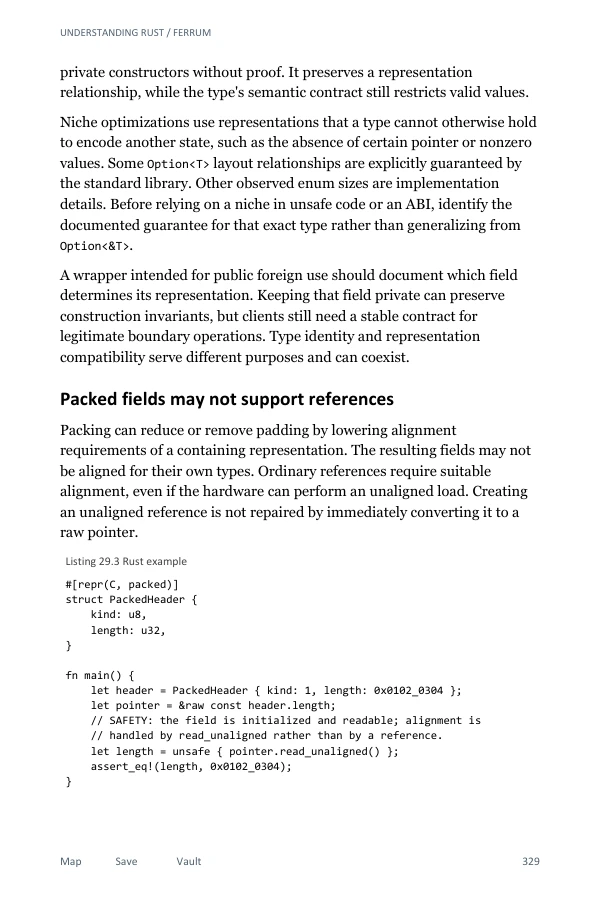 UNDERSTANDING RUST / FERRUM
private constructors without proof. It preserves a representation
relationship, while the type's semantic contract still restricts valid values.
Niche optimizations use representations that a type cannot otherwise hold
to encode another state, such as the absence of certain pointer or nonzero
values. Some Option<T> layout relationships are explicitly guaranteed by
the standard library. Other observed enum sizes are implementation
details. Before relying on a niche in unsafe code or an ABI, identify the
documented guarantee for that exact type rather than generalizing from
Option<&T>.
A wrapper intended for public foreign use should document which field
determines its representation. Keeping that field private can preserve
construction invariants, but clients still need a stable contract for
legitimate boundary operations. Type identity and representation
compatibility serve different purposes and can coexist.
Packed fields may not support references
Packing can reduce or remove padding by lowering alignment
requirements of a containing representation. The resulting fields may not
be aligned for their own types. Ordinary references require suitable
alignment, even if the hardware can perform an unaligned load. Creating
an unaligned reference is not repaired by immediately converting it to a
raw pointer.
Listing 29.3 Rust example
#[repr(C, packed)]
struct PackedHeader {
    kind: u8,
    length: u32,
}
fn main() {
    let header = PackedHeader { kind: 1, length: 0x0102_0304 };
    let pointer = &raw const header.length;
    // SAFETY: the field is initialized and readable; alignment is
    // handled by read_unaligned rather than by a reference.
    let length = unsafe { pointer.read_unaligned() };
    assert_eq!(length, 0x0102_0304);
}
Map Save Vault 329